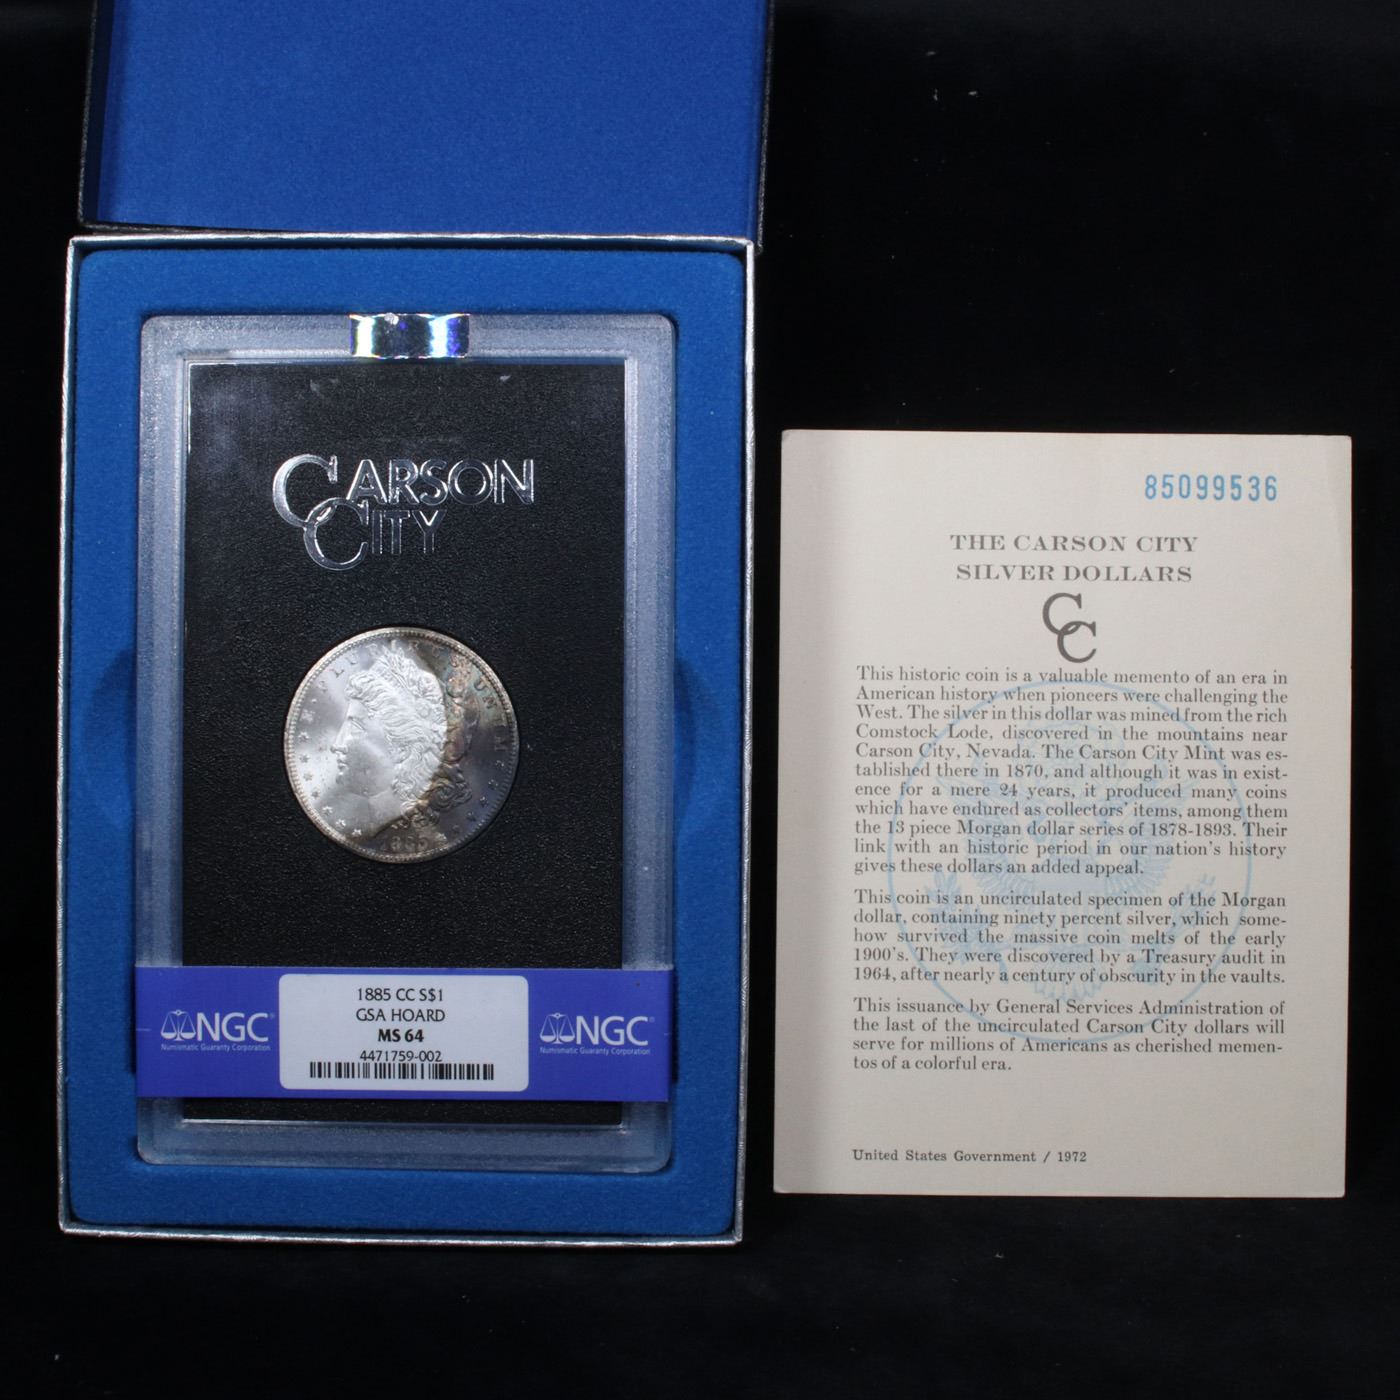 CARSON
CITY
NGC
Numismatic Guaranty Corporation
1885 CC S$1
GSA HOARD
MS 64
4471759-002
NGC
Numismatic Guaranty Corporation
85099536
THE CARSON CITY
SILVER DOLLARS
CC
This historic coin is a valuable memento of an era in
American history when pioneers were challenging the
West. The silver in this dollar was mined from the rich
Comstock Lode, discovered in the mountains near
Carson City, Nevada. The Carson City Mint was es-
tablished there in 1870, and although it was in exist-
ence for a mere 24 years, it produced many coins
which have endured as collectors' items, among them
the 13 piece Morgan dollar series of 1878-1893. Their
link with an historic period in our nation's history
gives these dollars an added appeal.
This coin is an uncirculated specimen of the Morgan
dollar, containing ninety percent silver, which some-
how survived the massive coin melts of the early
1900's. They were discovered by a Treasury audit in
1964, after nearly a century of obscurity in the vaults.
This issuance by General Services Administration of
the last of the uncirculated Carson City dollars will
serve for millions of Americans as cherished memen-
tos of a colorful era.
United States Government / 1972